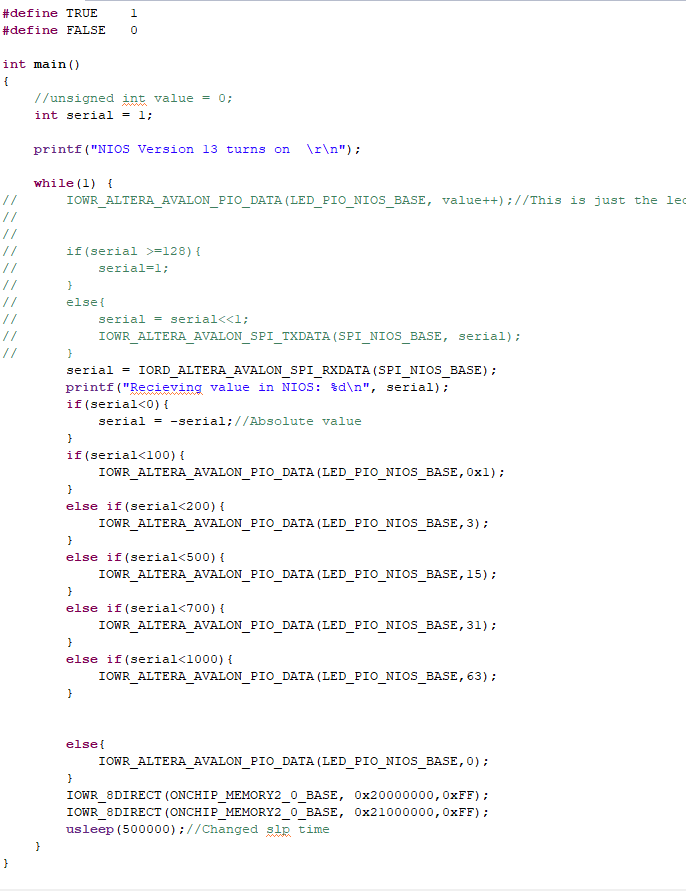 #define TRUE    1
#define FALSE   0
int main()
{
    //unsigned int value = 0;
    int serial = 1;
    printf("NIOS Version 13 turns on  \r\n");
    while(1) {
//      IOWR_ALTERA_AVALON_PIO_DATA(LED_PIO_NIOS_BASE, value++);//This is just the led
//
//
//      if(serial >=128){
//          serial=1;
//      }
//      else{
//          serial = serial<<1;
//          IOWR_ALTERA_AVALON_SPI_TXDATA(SPI_NIOS_BASE, serial);
//      }
        serial = IORD_ALTERA_AVALON_SPI_RXDATA(SPI_NIOS_BASE);
        printf("Recieving value in NIOS: %d\n", serial);
        if(serial<0){
            serial = -serial;//Absolute value
        }
        if(serial<100){
            IOWR_ALTERA_AVALON_PIO_DATA(LED_PIO_NIOS_BASE,0x1);
        }
        else if(serial<200){
            IOWR_ALTERA_AVALON_PIO_DATA(LED_PIO_NIOS_BASE,3);
        }
        else if(serial<500){
            IOWR_ALTERA_AVALON_PIO_DATA(LED_PIO_NIOS_BASE,15);
        }
        else if(serial<700){
            IOWR_ALTERA_AVALON_PIO_DATA(LED_PIO_NIOS_BASE,31);
        }
        else if(serial<1000){
            IOWR_ALTERA_AVALON_PIO_DATA(LED_PIO_NIOS_BASE,63);
        }
        else{
            IOWR_ALTERA_AVALON_PIO_DATA(LED_PIO_NIOS_BASE,0);
        }
        IOWR_8DIRECT(ONCHIP_MEMORY2_0_BASE, 0x20000000,0xFF);
        IOWR_8DIRECT(ONCHIP_MEMORY2_0_BASE, 0x21000000,0xFF);
        usleep(500000);//Changed slp time
    }
}